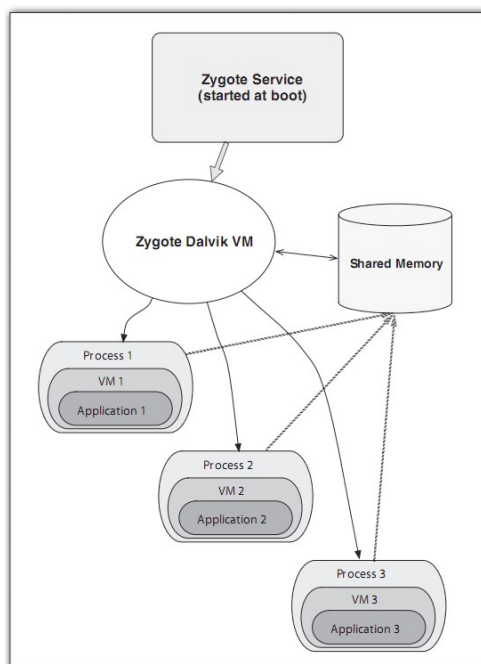 Zygote Service
(started at boot)
Zygote Dalvik VM
Shared Memory
Process 1
VM 1
Application 1
Process 2
VM 2
Application 2
Process 3
VM 3
Application 3